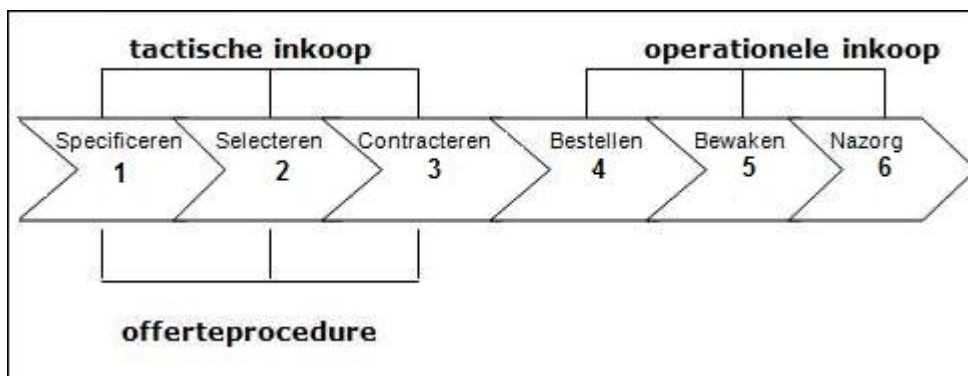 tactische inkoop
operationele inkoop
Specificeren
1
Selecteren
2
Contracteren
3
Bestellen
4
Bewaken
5
Nazorg
6
offerteprocedure